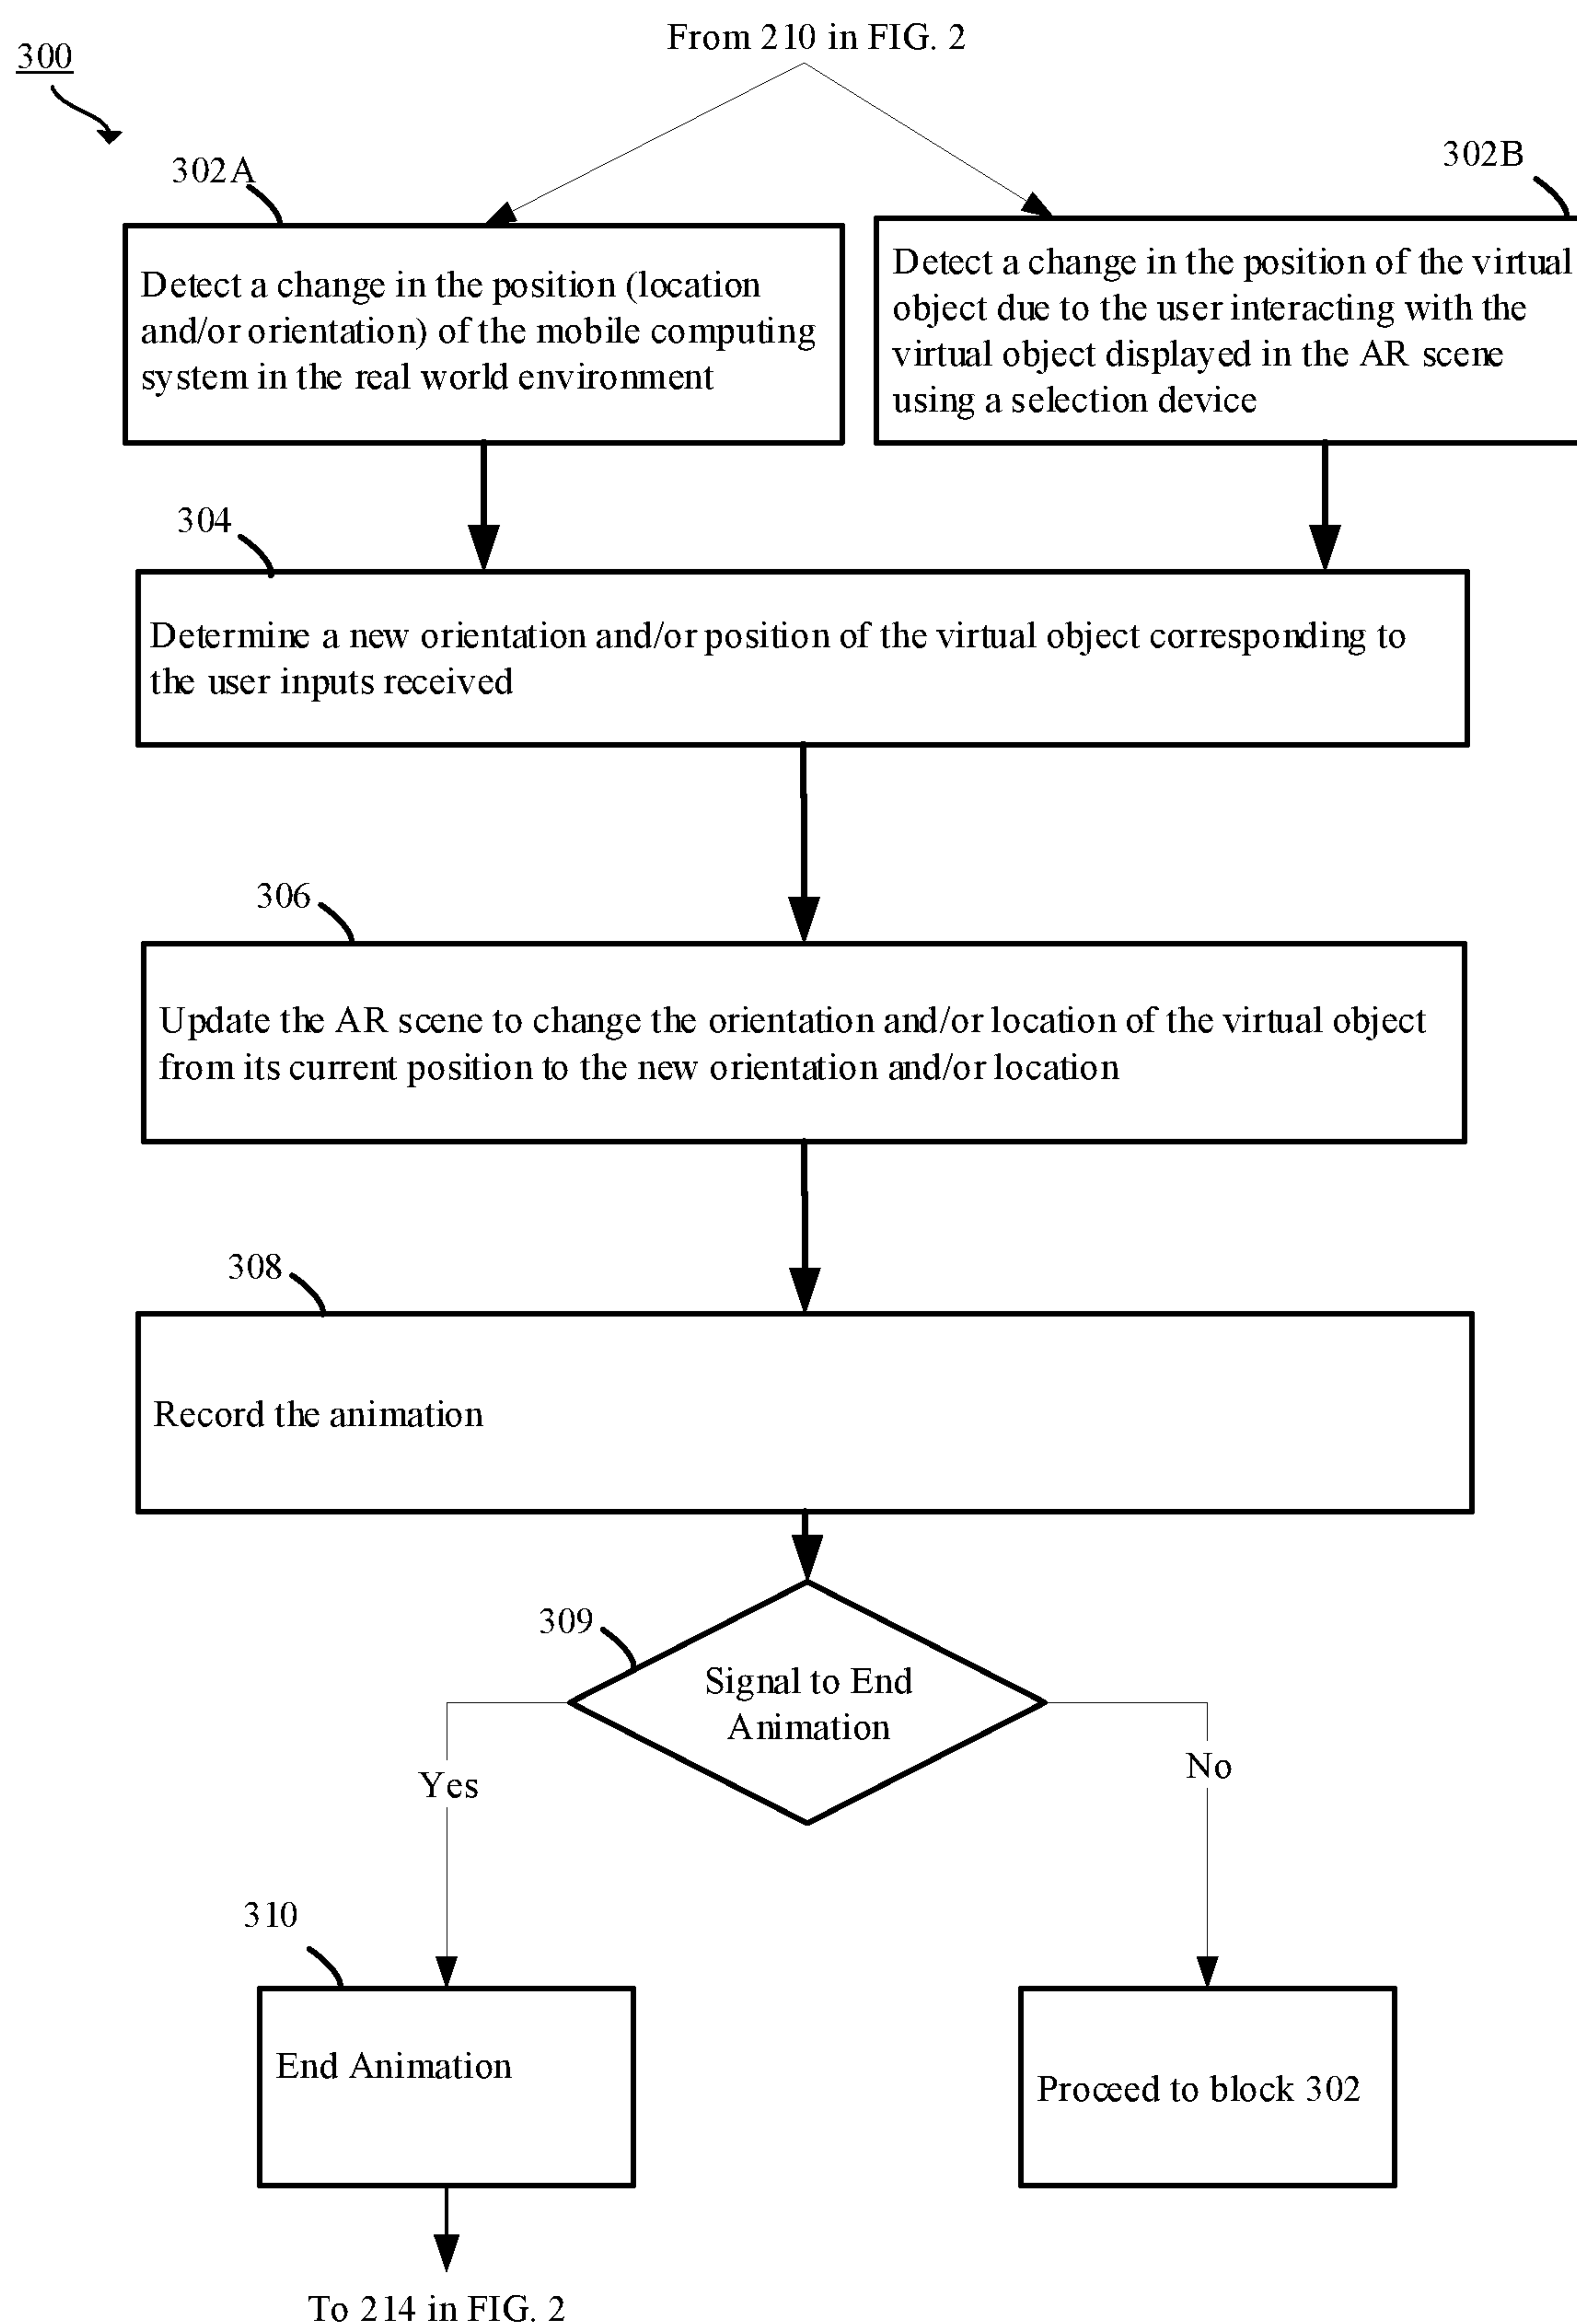 From 210 in FIG. 2
300
302A
302B
Detect a change in the position (location
and/or orientation) of the mobile computing
system in the real world environment
Detect a change in the position of the virtual
object due to the user interacting with the
virtual object displayed in the AR scene
using a selection device
304
Determine a new orientation and/or position of the virtual object corresponding to
the user inputs received
306
Update the AR scene to change the orientation and/or location of the virtual object
from its current position to the new orientation and/or location
308
Record the animation
309
Signal to End
Animation
Yes
No
310
End Animation
Proceed to block 302
To 214 in FIG. 2